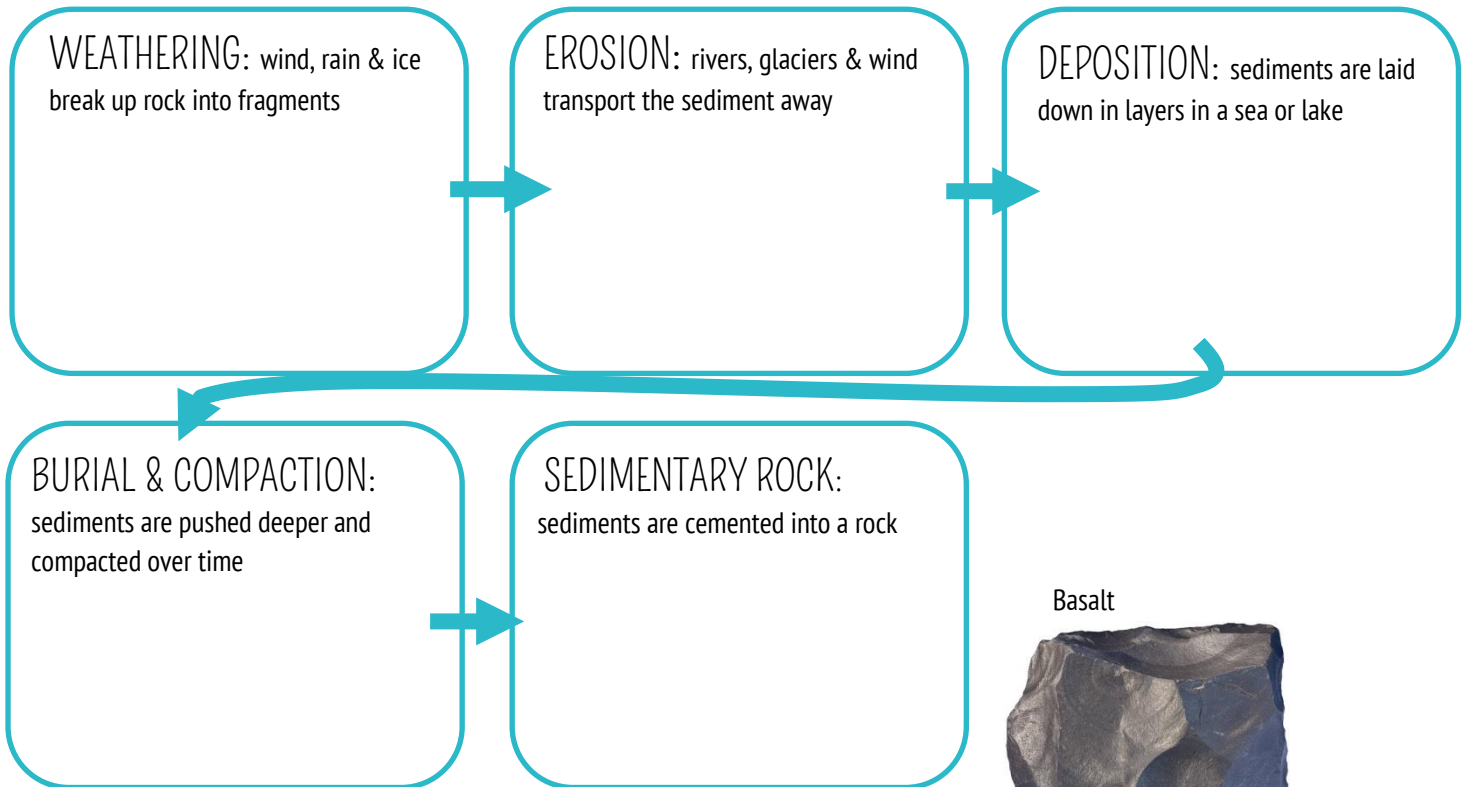 WEATHERING: wind, rain & ice
break up rock into fragments
EROSION: rivers, glaciers & wind
transport the sediment away
DEPOSITION: sediments are laid
down in layers in a sea or lake
BURIAL & COMPACTION:
sediments are pushed deeper and
compacted over time
SEDIMENTARY ROCK:
sediments are cemented into a rock
Basalt